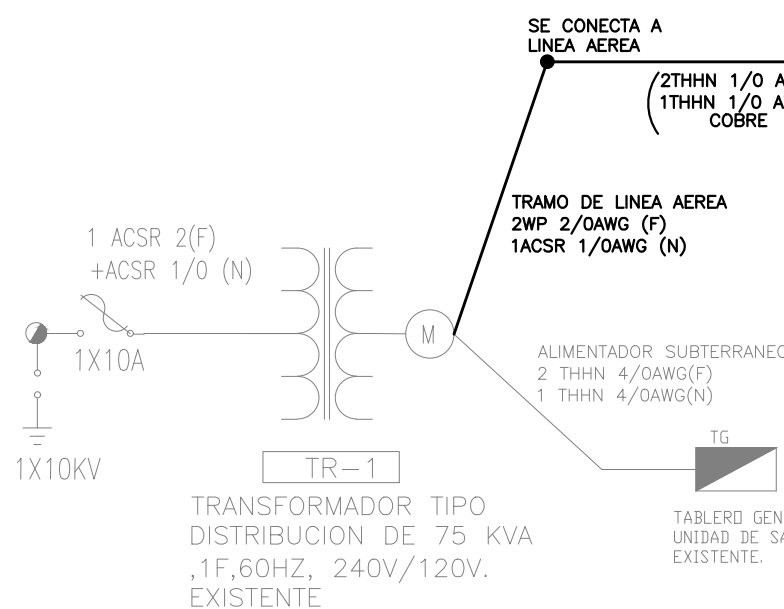 SE CONECTA A
LINEA AEREA
2THHN 1/0 A
1THHN 1/0 A
COBRE
TRAMO DE LINEA AEREA
2WP 2/0AWG (F)
1ACSR 1/0AWG (N)
1 ACSR 2(F)
+ACSR 1/0 (N)
1X10A
M
1X10KV
ALIMENTADOR SUBTERRANEO
2 THHN 4/0AWG(F)
1 THHN 4/0AWG(N)
TG
TR-1
TRANSFORMADOR TIPO
DISTRIBUCION DE 75 KVA
,1F,60HZ, 240V/120V.
EXISTENTE
TABLERO GEN
UNIDAD DE SA
EXISTENTE.